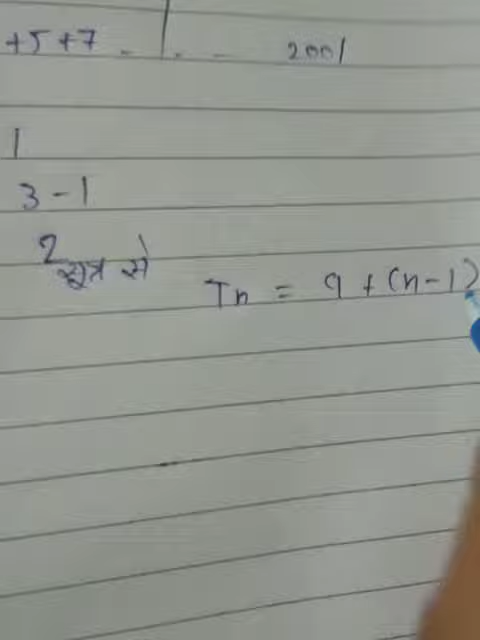 +5+7 - - - 2001
1
3-1
2
सूत्र से Tn = a + (n-1)